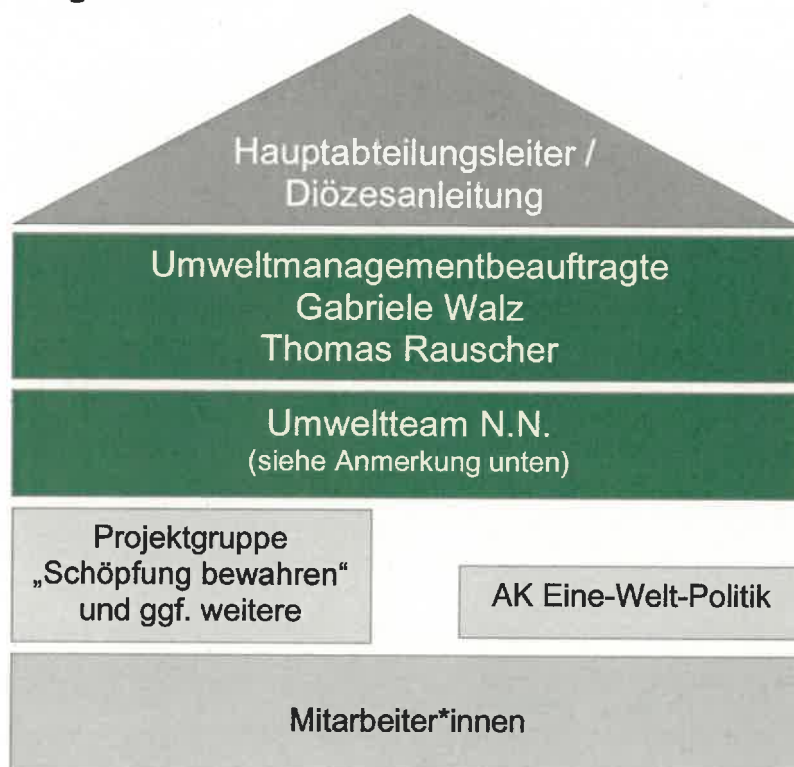 Hauptabteilungsleiter /
Diözesanleitung
Umweltmanagementbeauftragte
Gabriele Walz
Thomas Rauscher
Umweltteam N.N.
(siehe Anmerkung unten)
Projektgruppe
„Schöpfung bewahren“
und ggf. weitere
AK Eine-Welt-Politik
Mitarbeiter*innen